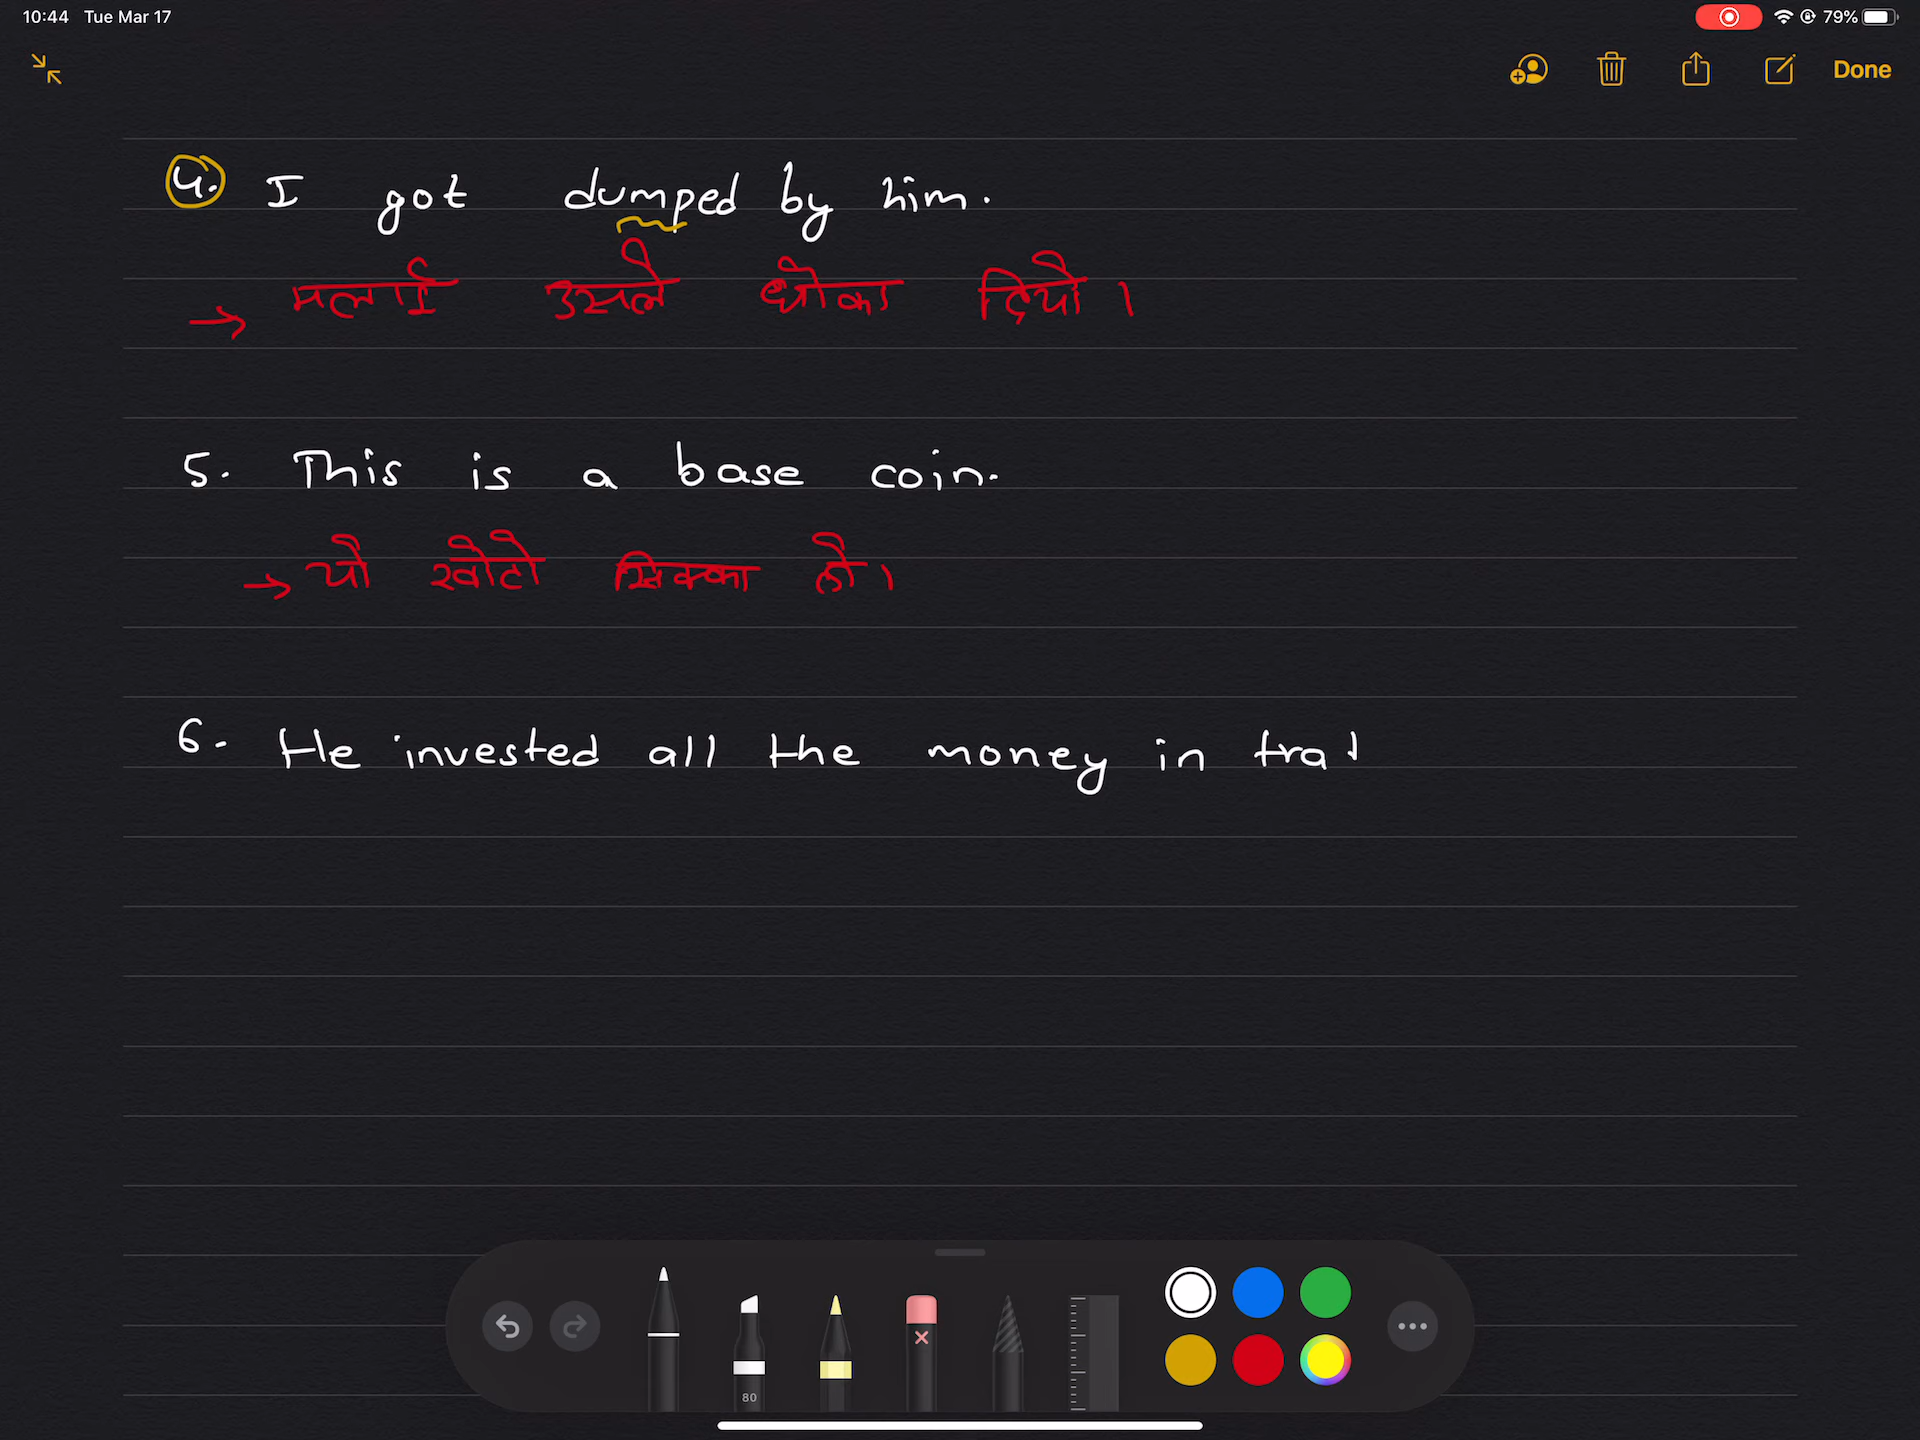 10:44 Tue Mar 17
79%
Done
4. I got dumped by him.
→ मलाई उसले धोका दियो।
5. This is a base coin.
→ यो खोटो सिक्का हो।
6. He invested all the money in
80